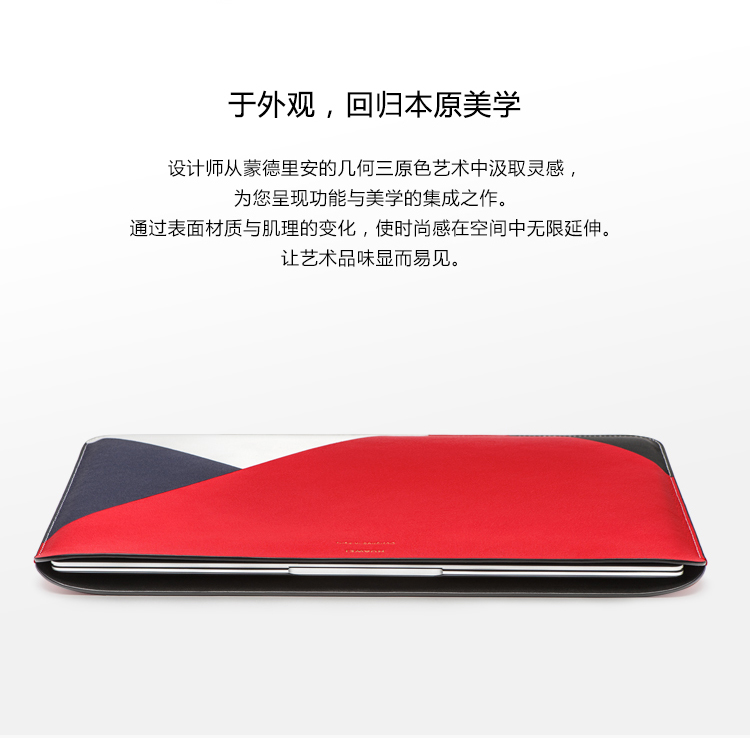 于外观，回归本原美学
设计师从蒙德里安的几何三原色艺术中汲取灵感，
为您呈现功能与美学的集成之作。
通过表面材质与肌理的变化，使时尚感在空间中无限延伸。
让艺术品味显而易见。